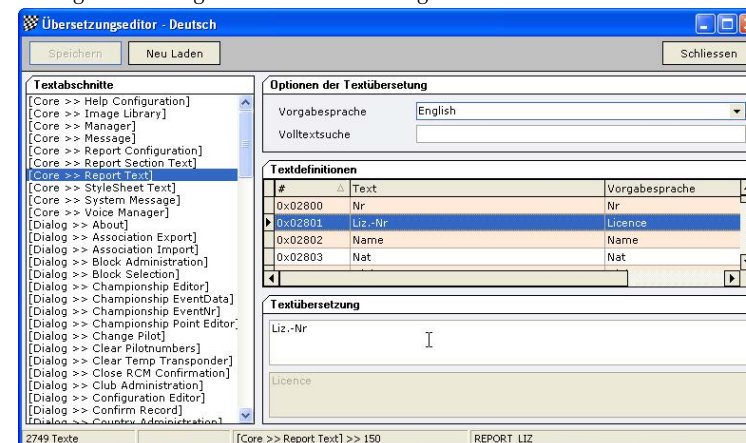 Übersetzungseditor - Deutsch
Speichern
Neu Laden
Schliessen
Textabschnitte
[Core >> Help Configuration]
[Core >> Image Library]
[Core >> Manager]
[Core >> Message]
[Core >> Report Configuration]
[Core >> Report Section Text]
[Core >> Report Text]
[Core >> StyleSheet Text]
[Core >> System Message]
[Core >> Voice Manager]
[Dialog >> About]
[Dialog >> Association Export]
[Dialog >> Association Import]
[Dialog >> Block Administration]
[Dialog >> Block Selection]
[Dialog >> Championship Editor]
[Dialog >> Championship EventData]
[Dialog >> Championship EventNr]
[Dialog >> Championship Point Editor]
[Dialog >> Change Pilot]
[Dialog >> Clear Pilotnumbers]
[Dialog >> Clear Temp Transponder]
[Dialog >> Close RCM Confirmation]
[Dialog >> Club Administration]
[Dialog >> Configuration Editor]
[Dialog >> Confirm Record]
[Dialog >> Country Administration]
Optionen der Textübersetung
Vorgabesprache English
Volltextsuche
Textdefinitionen
# Text Vorgabesprache
0x02800 Nr Nr
0x02801 Liz.-Nr Licence
0x02802 Name Name
0x02803 Nat Nat
Textübersetzung
Liz.-Nr
Licence
2749 Texte [Core >> Report Text] >> 150 REPORT_LIZ